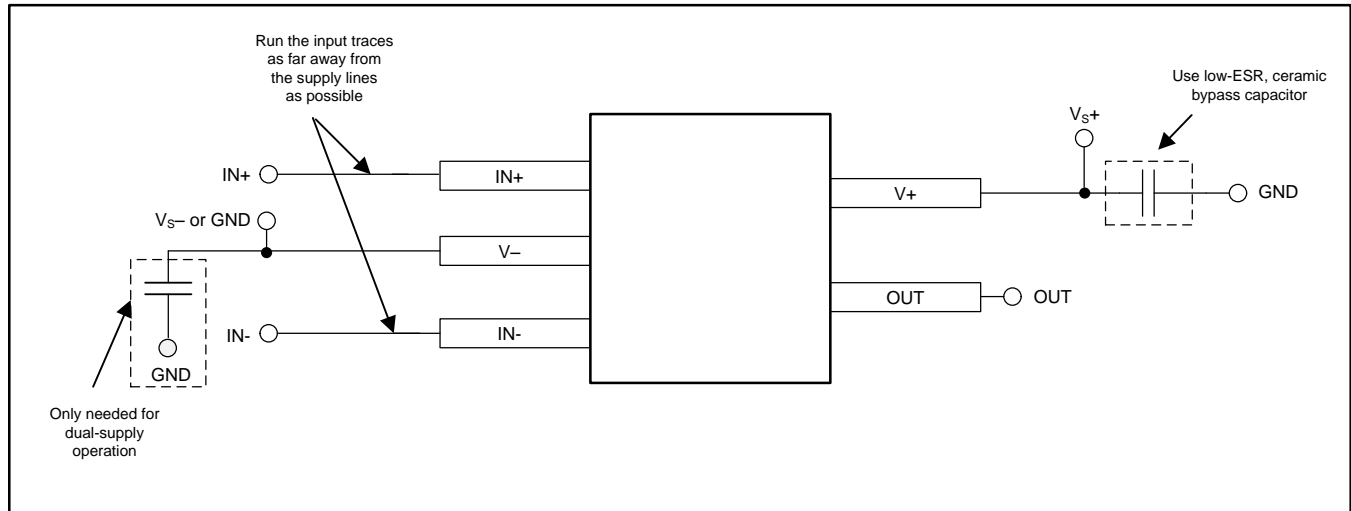 Run the input traces
as far away from
the supply lines
as possible
Use low-ESR, ceramic
bypass capacitor
VS+
IN+
IN+
V+
GND
VS– or GND
V–
OUT
OUT
IN-
IN-
GND
Only needed for
dual-supply
operation